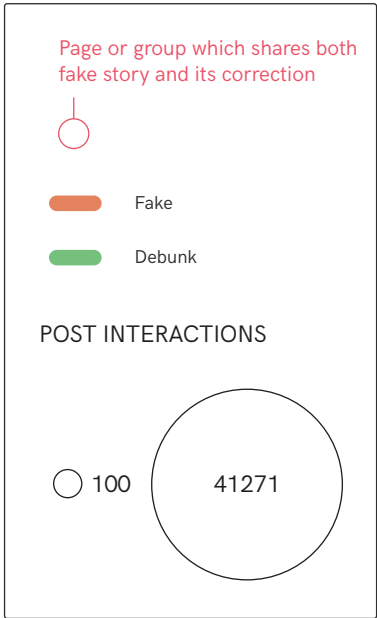 Page or group which shares both
fake story and its correction
Fake
Debunk
POST INTERACTIONS
100
41271